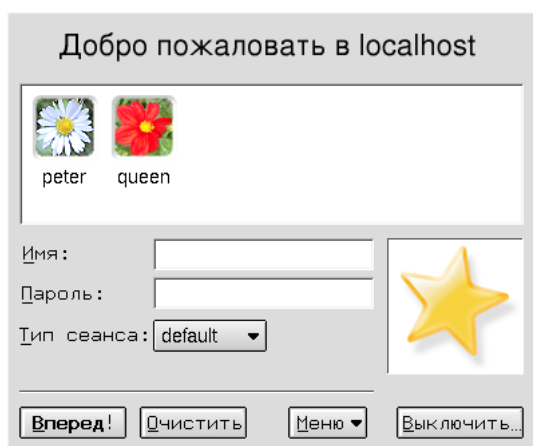 Добро пожаловать в localhost
peter queen
Имя:
Пароль:
Тип сеанса: default
Вперед! Очистить Меню Выключить...